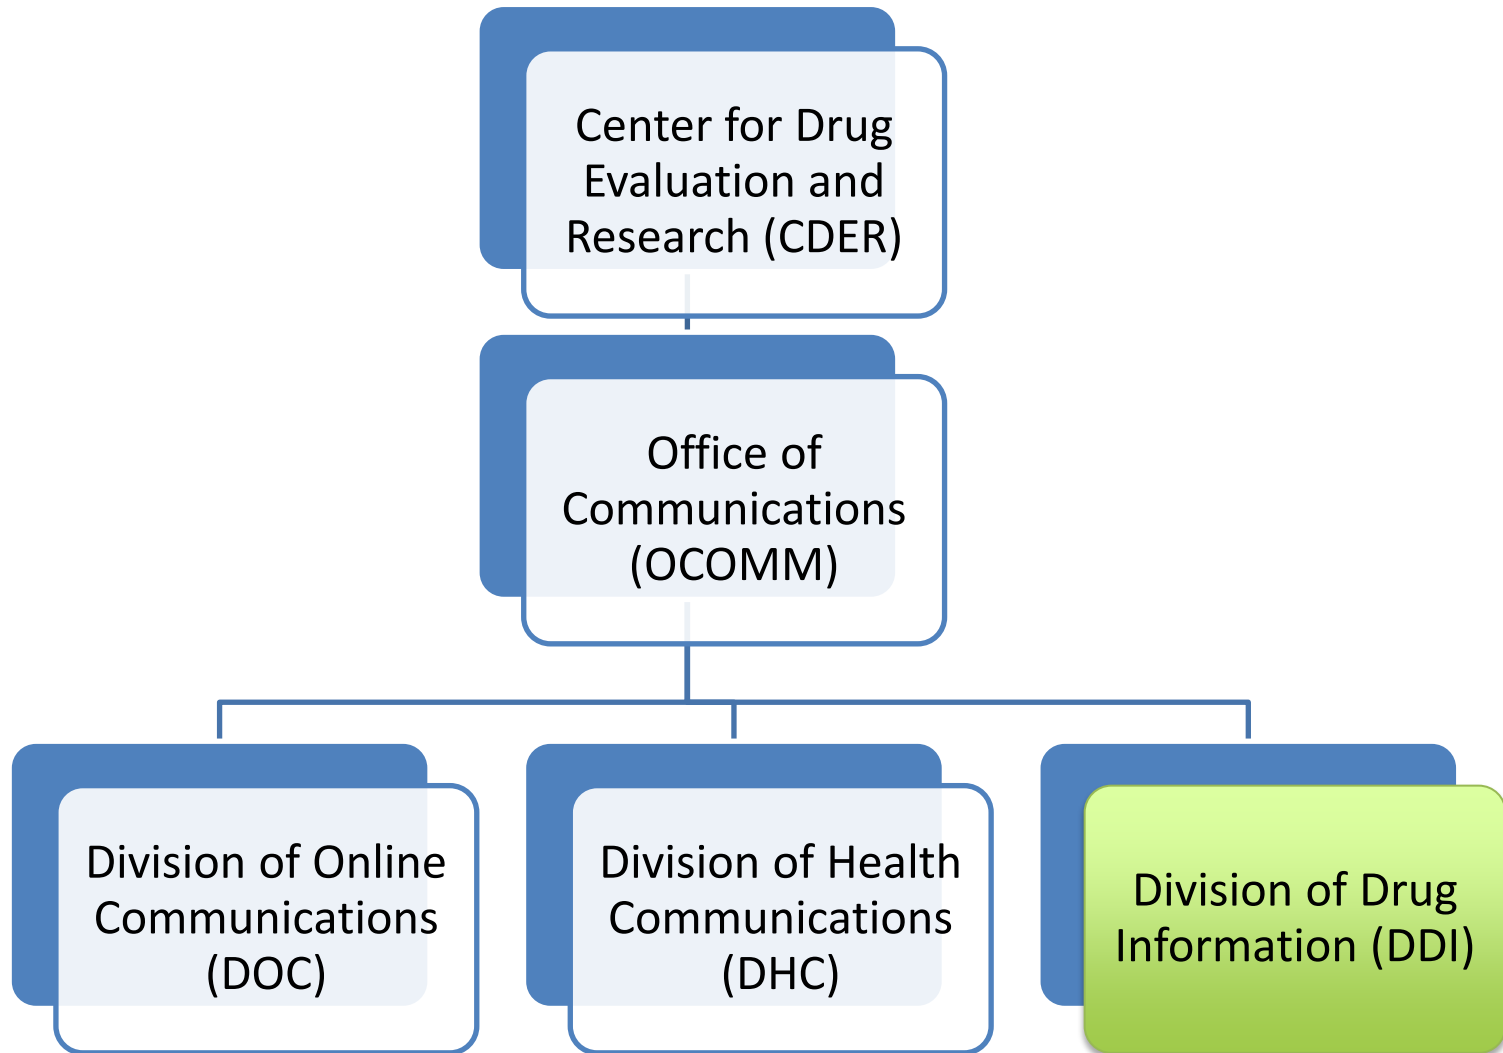 Center for Drug
Evaluation and
Research (CDER)
Office of
Communications
(OCOMM)
Division of Online
Communications
(DOC)
Division of Health
Communications
(DHC)
Division of Drug
Information (DDI)